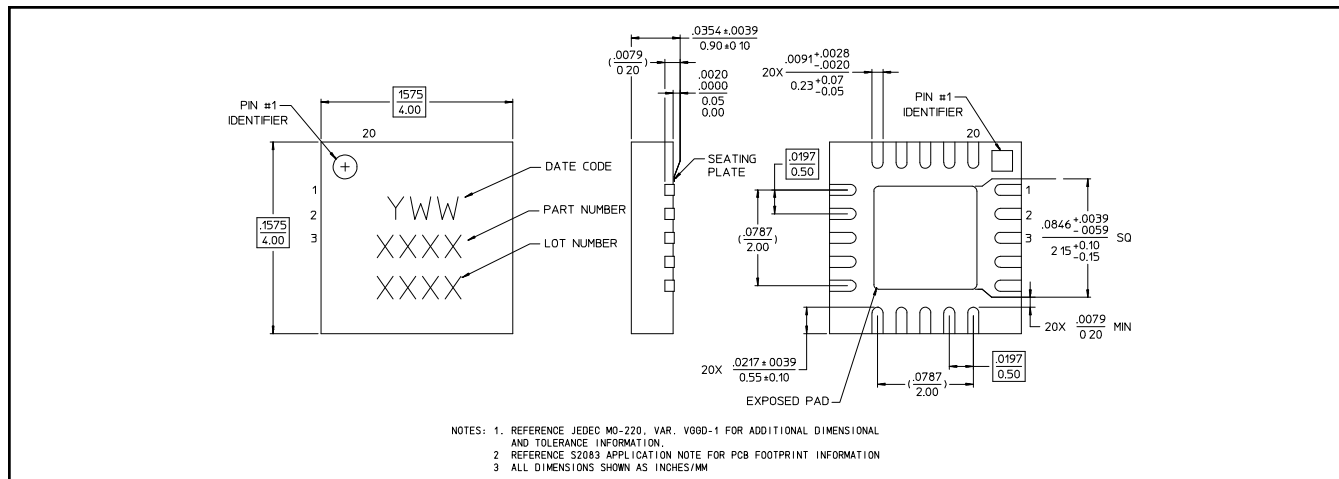 .0354±.0039
0.90±0.10
(.0079)
0.20
.0020
.0000
0.05
0.00
20X .0091+.0028
-.0020
0.23+0.07
-0.05
PIN #1
IDENTIFIER
.1575
4.00
20
PIN #1
IDENTIFIER
20
DATE CODE
SEATING
PLATE
.0197
0.50
1
2
3
YWW
XXXX
XXXX
PART NUMBER
LOT NUMBER
.1575
4.00
(.0787)
2.00
1
2
3
.0846+.0039
-.0059
2.15+0.10
-0.15
SQ
20X .0079 MIN
0.20
20X .0217±.0039
0.55±0.10
(.0787)
2.00
.0197
0.50
EXPOSED PAD
NOTES: 1. REFERENCE JEDEC MO-220, VAR. VGGD-1 FOR ADDITIONAL DIMENSIONAL
AND TOLERANCE INFORMATION.
2 REFERENCE S2083 APPLICATION NOTE FOR PCB FOOTPRINT INFORMATION
3 ALL DIMENSIONS SHOWN AS INCHES/MM